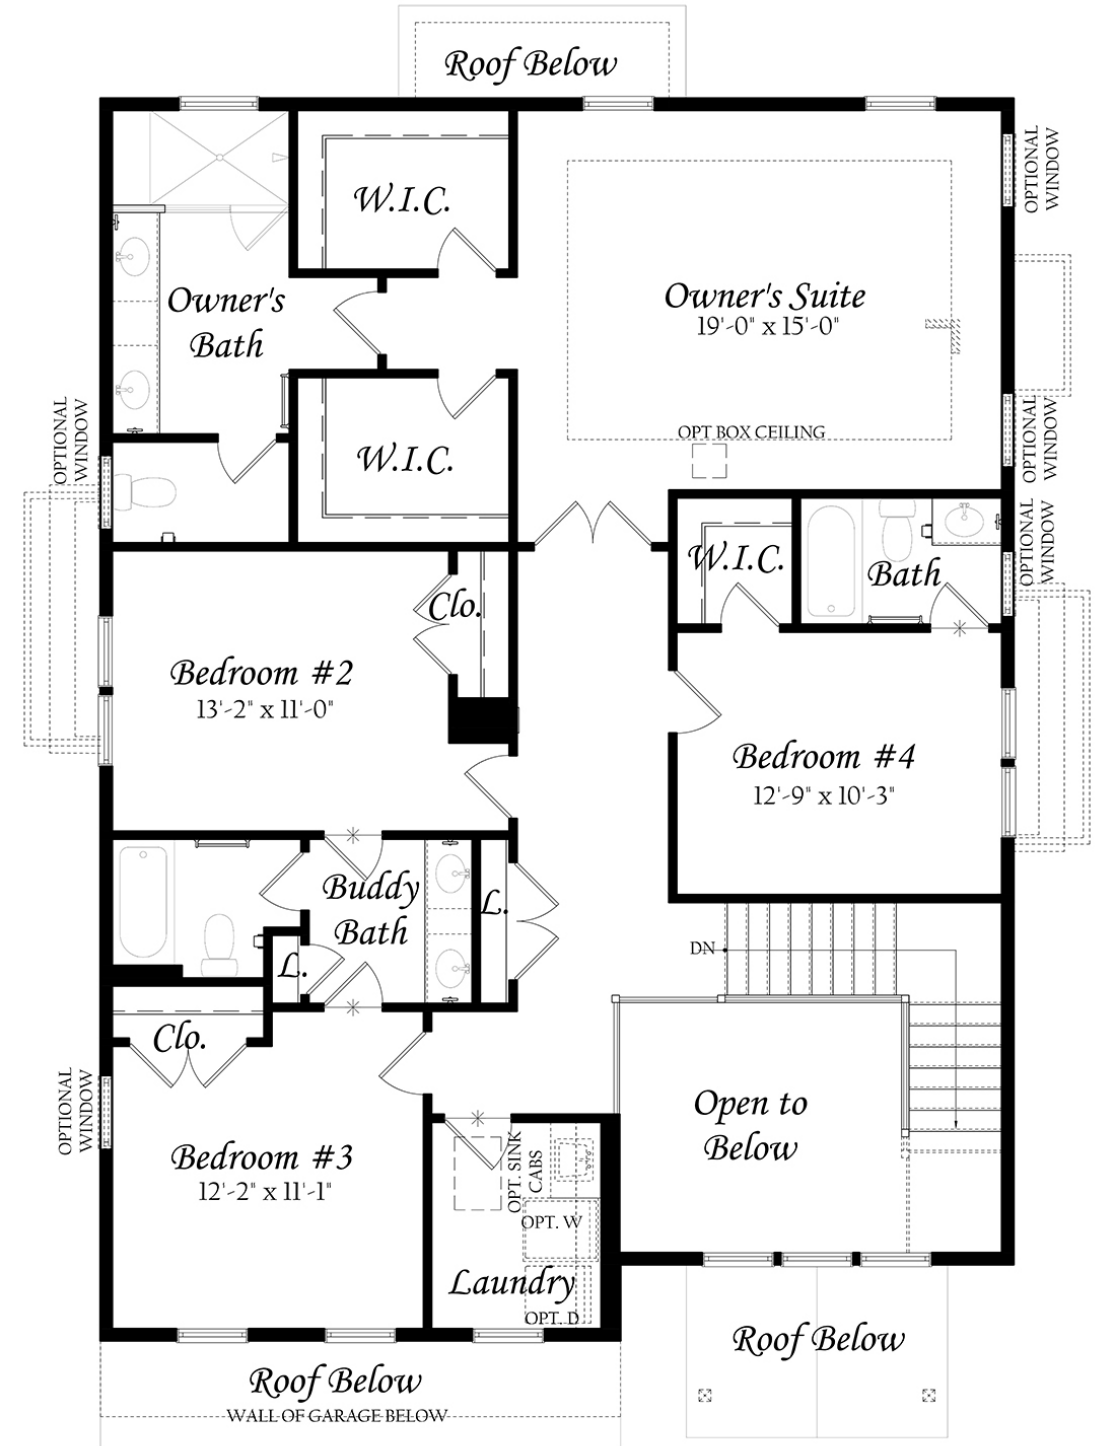 Roof Below
OPTIONAL
WINDOW
W.I.C.
Owner's
Bath
Owner's Suite
19'-0" x 15'-0"
OPT BOX CEILING
W.I.C.
OPTIONAL
WINDOW
OPTIONAL
WINDOW
OPTIONAL
WINDOW
W.I.C.
Bath
Clo.
Bedroom #2
13'-2" x 11'-0"
Bedroom #4
12'-9" x 10'-3"
Buddy
Bath
L.
L.
DN
Clo.
OPTIONAL
WINDOW
Open to
Below
Bedroom #3
12'-2" x 11'-1"
OPT. SINK
CABS
OPT. W
Laundry
OPT. D
Roof Below
Roof Below
WALL OF GARAGE BELOW